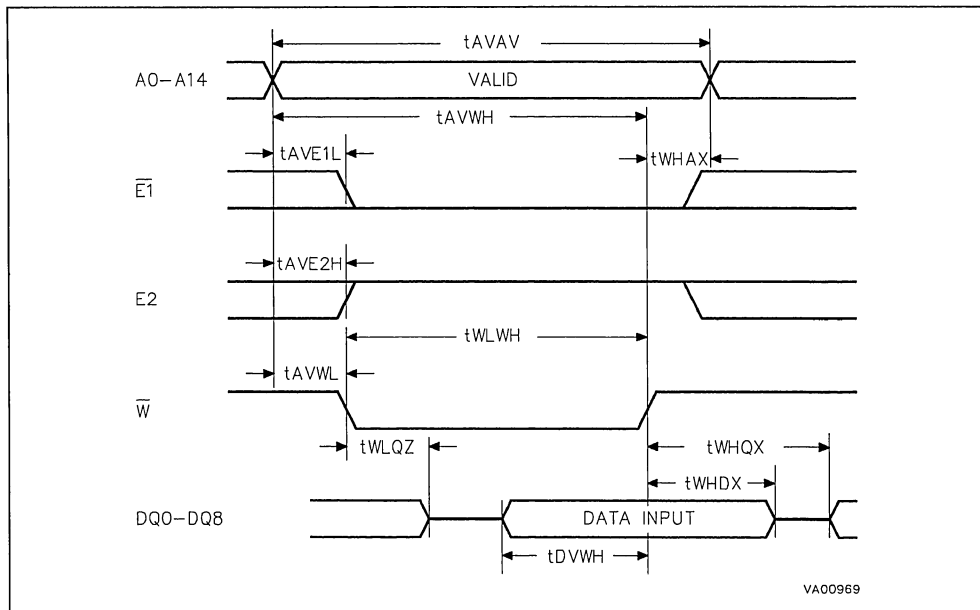 tAVAV
A0-A14
VALID
tAVWH
tAVE1L
tWHAX
E1
tAVE2H
E2
tWLWH
tAVWL
W
tWLQZ
tWHQX
tWHDX
DQ0-DQ8
DATA INPUT
tDVWH
VA00969